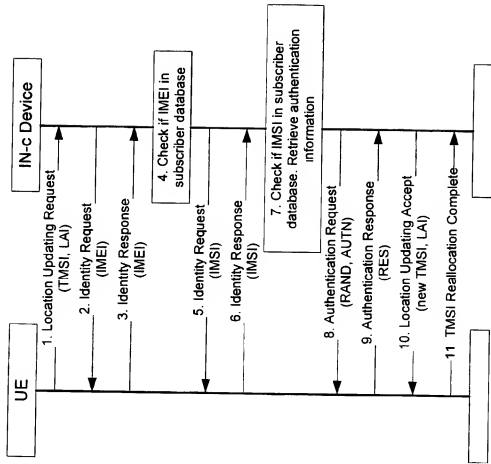 UE
IN-c Device
1. Location Updating Request
(TMSI, LAI)
2. Identity Request
(IMEI)
3. Identity Response
(IMEI)
4. Check if IMEI in
subscriber database
5. Identity Request
(IMSI)
6. Identity Response
(IMSI)
7. Check if IMSI in subscriber
database. Retrieve authentication
information
8. Authentication Request
(RAND, AUTN)
9. Authentication Response
(RES)
10. Location Updating Accept
(new TMSI, LAI)
11 TMSI Reallocation Complete